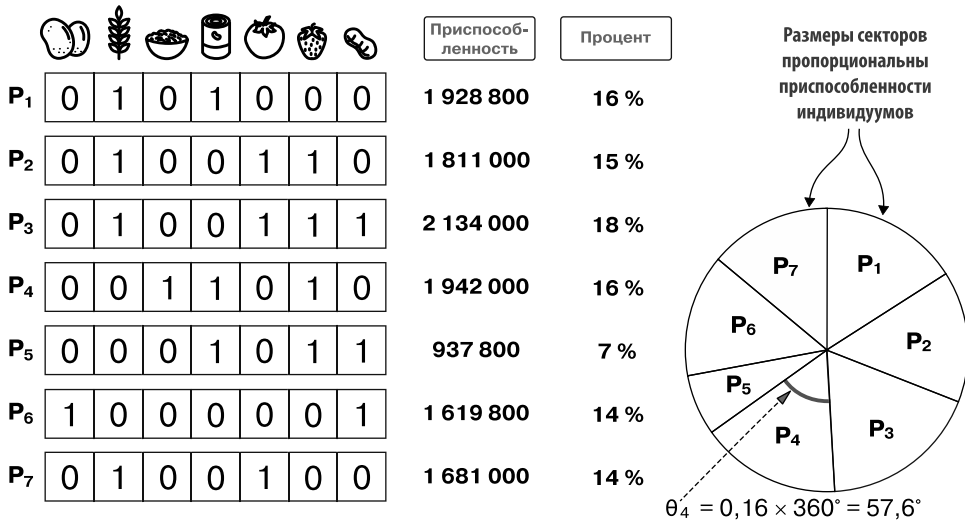 Приспособ-
ленность
Процент
Размеры секторов
пропорциональны
приспособленности
индивидуумов
P₁ 0 1 0 1 0 0 0 1 928 800 16 %
P₂ 0 1 0 0 1 1 0 1 811 000 15 %
P₃ 0 1 0 0 1 1 1 2 134 000 18 %
P₄ 0 0 1 1 0 1 0 1 942 000 16 %
P₅ 0 0 0 1 0 1 1 937 800 7 %
P₆ 1 0 0 0 0 0 1 1 619 800 14 %
P₇ 0 1 0 0 1 0 0 1 681 000 14 %
P₇ P₁
P₆ P₂
P₅
P₄ P₃
θ₄ = 0,16 × 360° = 57,6°